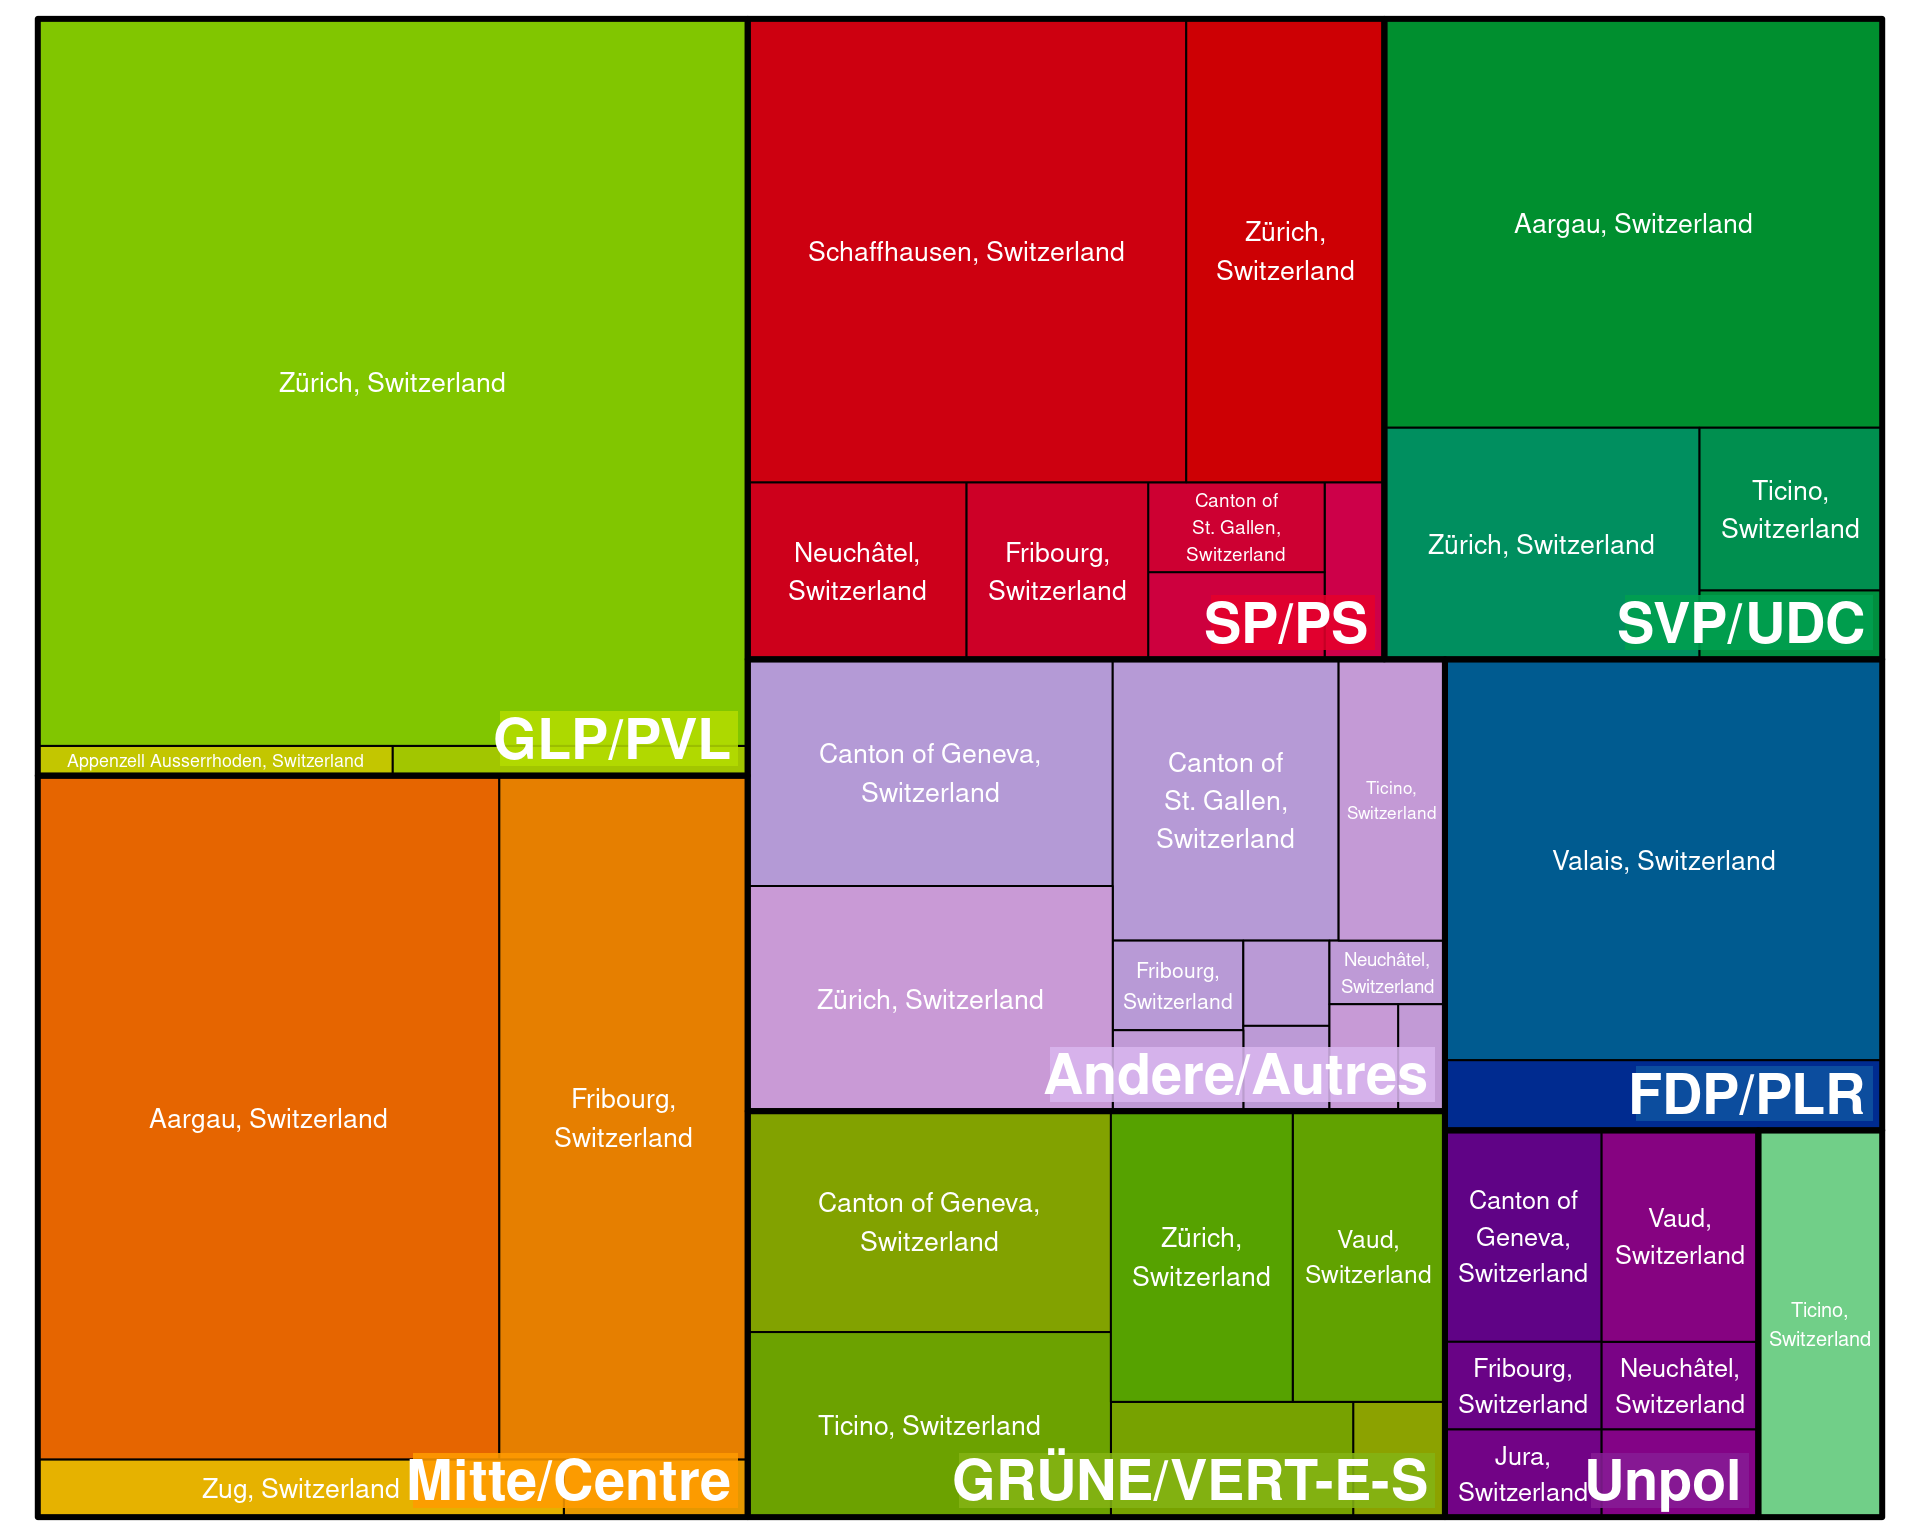 Zürich, Switzerland
Appenzell Ausserrhoden, Switzerland
GLP/PVL
Aargau, Switzerland
Fribourg,
Switzerland
Zug, Switzerland
Mitte/Centre
Schaffhausen, Switzerland
Zürich,
Switzerland
Neuchâtel,
Switzerland
Fribourg,
Switzerland
Canton of
St. Gallen,
Switzerland
SP/PS
Aargau, Switzerland
Zürich, Switzerland
Ticino,
Switzerland
SVP/UDC
Canton of Geneva,
Switzerland
Zürich, Switzerland
Canton of
St. Gallen,
Switzerland
Ticino,
Switzerland
Fribourg,
Switzerland
Neuchâtel,
Switzerland
Andere/Autres
Valais, Switzerland
FDP/PLR
Canton of Geneva,
Switzerland
Ticino, Switzerland
Zürich,
Switzerland
Vaud,
Switzerland
GRÜNE/VERT-E-S
Canton of
Geneva,
Switzerland
Vaud,
Switzerland
Fribourg,
Switzerland
Neuchâtel,
Switzerland
Jura,
Switzerland
Unpol
Ticino,
Switzerland